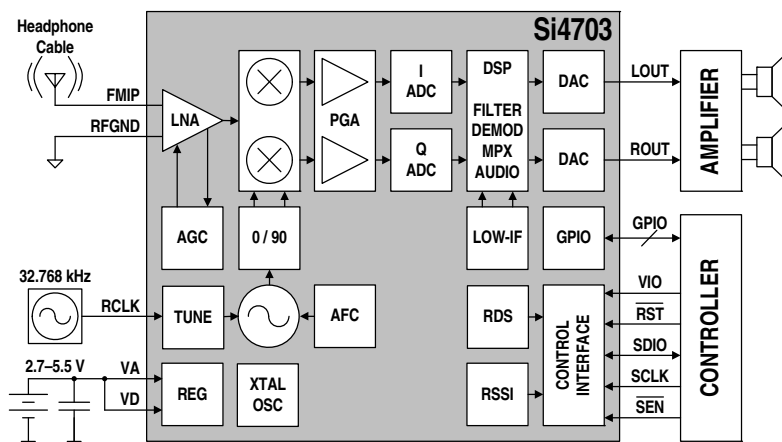 Headphone
Cable
Si4703
FMIP
RFGND
LNA
PGA
I
ADC
Q
ADC
DSP
FILTER
DEMOD
MPX
AUDIO
DAC
DAC
LOUT
ROUT
AMPLIFIER
AGC
0 / 90
LOW-IF
GPIO
GPIO
32.768 kHz
RCLK
TUNE
AFC
RDS
CONTROL
INTERFACE
VIO
RST
SDIO
SCLK
SEN
CONTROLLER
2.7–5.5 V
VA
VD
REG
XTAL
OSC
RSSI